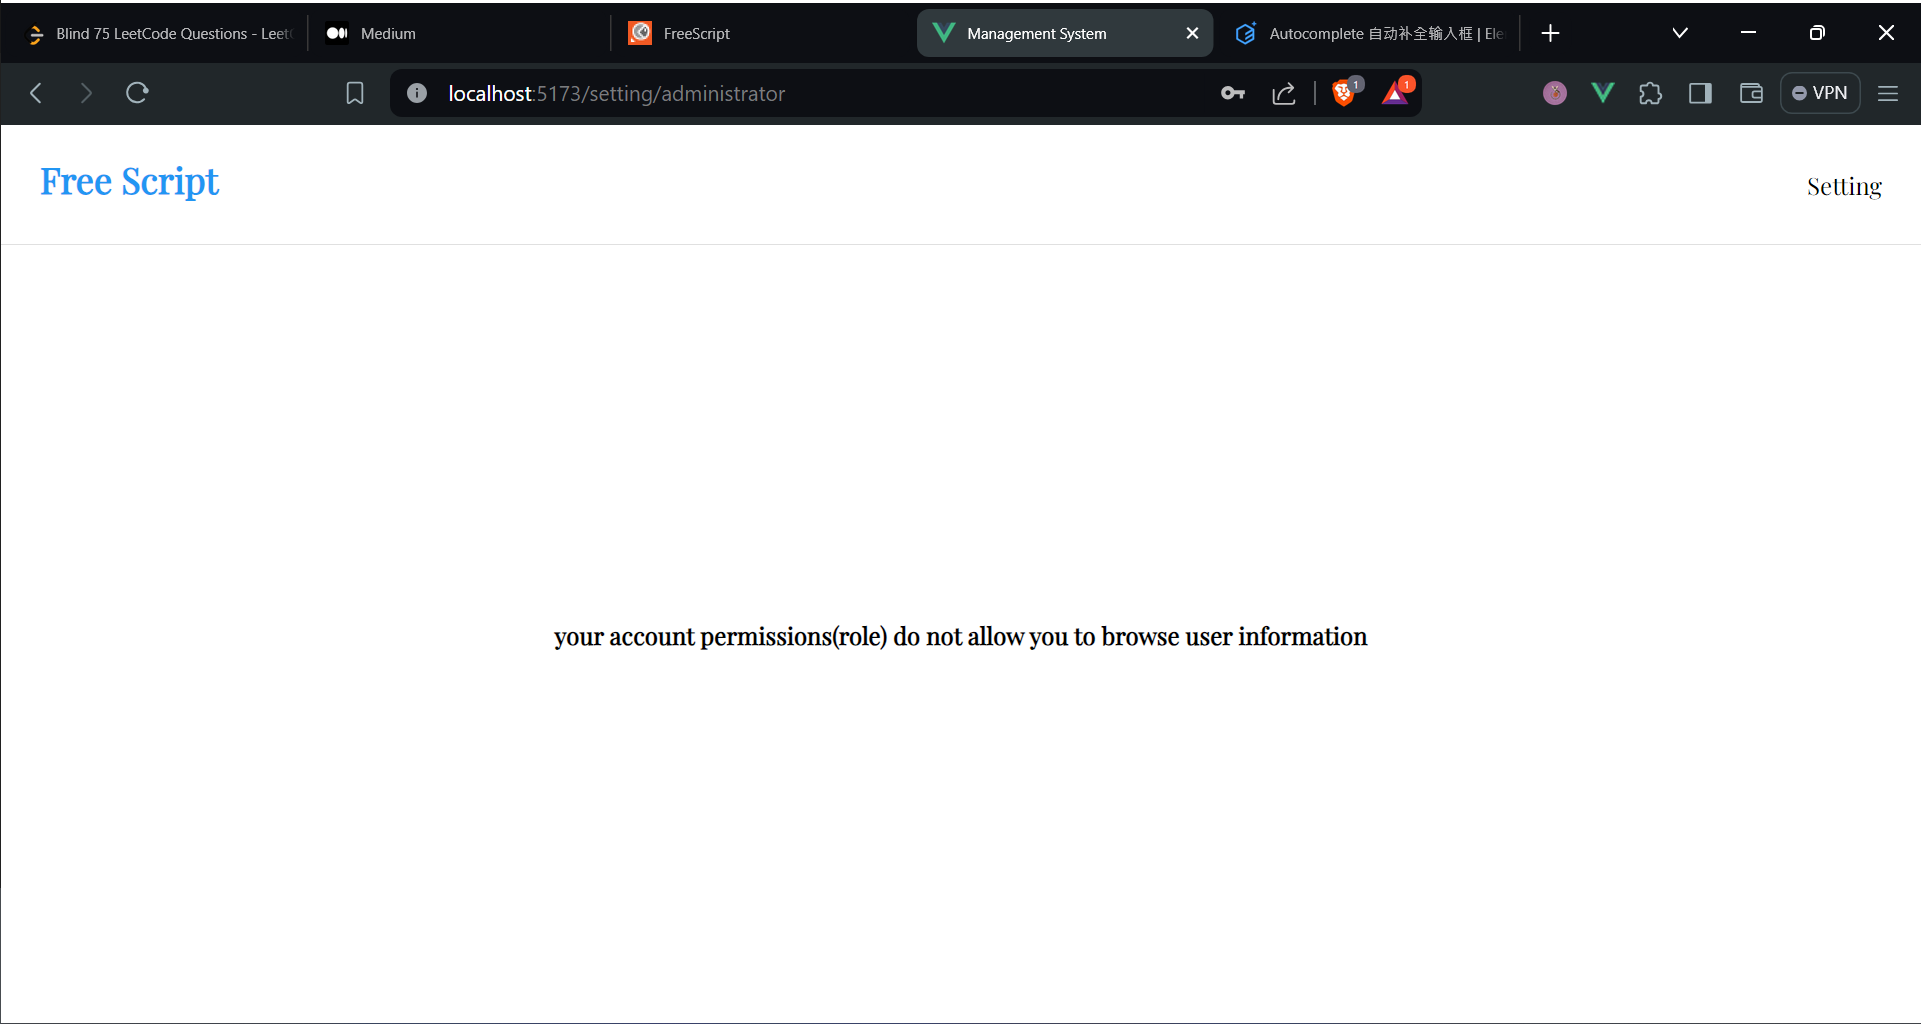 Blind 75 LeetCode Questions - Leet
Medium
FreeScript
Management System
Autocomplete 自动补全输入框 | Ele
localhost:5173/setting/administrator
1
1
VPN
Free Script
Setting
your account permissions(role) do not allow you to browse user information